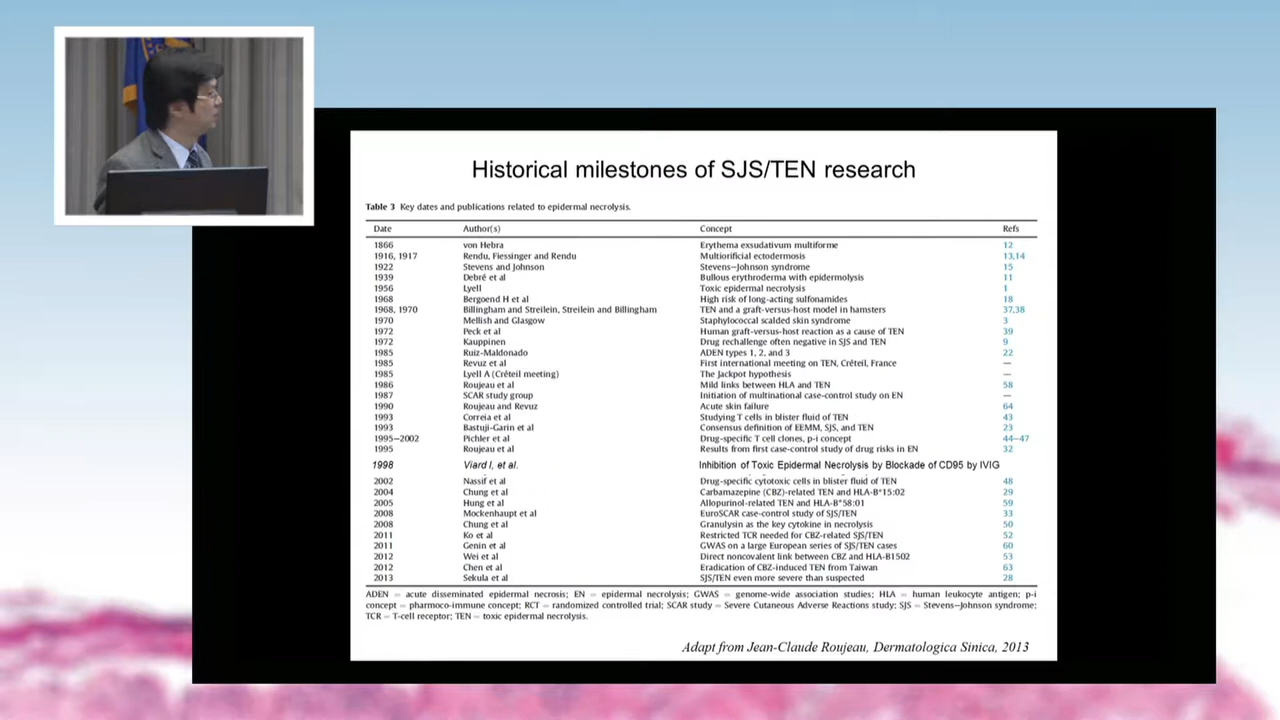 Historical milestones of SJS/TEN research
Table 3 Key dates and publications related to epidermal necrolysis.
Date Author(s) Concept Refs
1866 von Hebra Erythema exsudativum multiforme 12
1916, 1917 Rendu, Fiessinger and Rendu Multiorificial ectodermosis 13,14
1922 Stevens and Johnson Stevens–Johnson syndrome 15
1939 Debré et al Bullous erythroderma with epidermolysis 11
1956 Lyell Toxic epidermal necrolysis 1
1968 Bergoend H et al High risk of long-acting sulfonamides 18
1968, 1970 Billingham and Streilein, Streilein and Billingham TEN and a graft-versus-host model in hamsters 37,38
1970 Mellish and Glasgow Staphylococcal scalded skin syndrome 3
1972 Peck et al Human graft-versus-host reaction as a cause of TEN 39
1972 Kauppinen Drug rechallenge often negative in SJS and TEN 9
1985 Ruiz-Maldonado ADEN types 1, 2, and 3 22
1985 Revuz et al First international meeting on TEN, Créteil, France —
1985 Lyell A (Créteil meeting) The Jackpot hypothesis —
1986 Roujeau et al Mild links between HLA and TEN 58
1987 SCAR study group Initiation of multinational case-control study on EN —
1990 Roujeau and Revuz Acute skin failure 64
1993 Correia et al Studying T cells in blister fluid of TEN 43
1993 Bastuji-Garin et al Consensus definition of EEMM, SJS, and TEN 23
1995–2002 Pichler et al Drug-specific T cell clones, p-i concept 44–47
1995 Roujeau et al Results from first case-control study of drug risks in EN 32
1998 Viard I, et al. Inhibition of Toxic Epidermal Necrolysis by Blockade of CD95 by IVIG
2002 Nassif et al Drug-specific cytotoxic cells in blister fluid of TEN 48
2004 Chung et al Carbamazepine (CBZ)-related TEN and HLA-B*15:02 29
2005 Hung et al Allopurinol-related TEN and HLA-B*58:01 59
2008 Mockenhaupt et al EuroSCAR case-control study of SJS/TEN 33
2008 Chung et al Granulysin as the key cytokine in necrolysis 50
2011 Ko et al Restricted TCR needed for CBZ-related SJS/TEN 52
2011 Genin et al GWAS on a large European series of SJS/TEN cases 60
2012 Wei et al Direct noncovalent link between CBZ and HLA-B1502 53
2012 Chen et al Eradication of CBZ-induced TEN from Taiwan 63
2013 Sekula et al SJS/TEN even more severe than suspected 28
ADEN = acute disseminated epidermal necrosis; EN = epidermal necrolysis; GWAS = genome-wide association studies; HLA = human leukocyte antigen; p-i
concept = pharmoco-immune concept; RCT = randomized controlled trial; SCAR study = Severe Cutaneous Adverse Reactions study; SJS = Stevens–Johnson syndrome;
TCR = T-cell receptor; TEN = toxic epidermal necrolysis.
Adapt from Jean-Claude Roujeau, Dermatologica Sinica, 2013